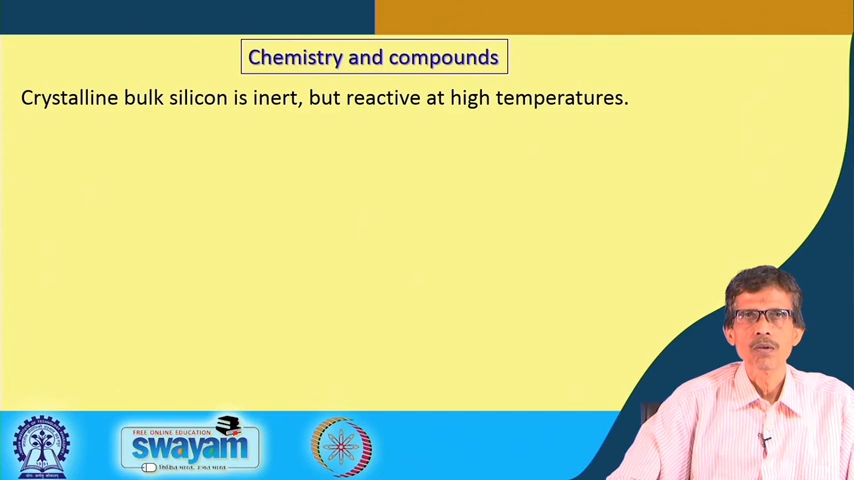 Chemistry and compounds
Crystalline bulk silicon is inert, but reactive at high temperatures.
FREE ONLINE EDUCATION
swayam